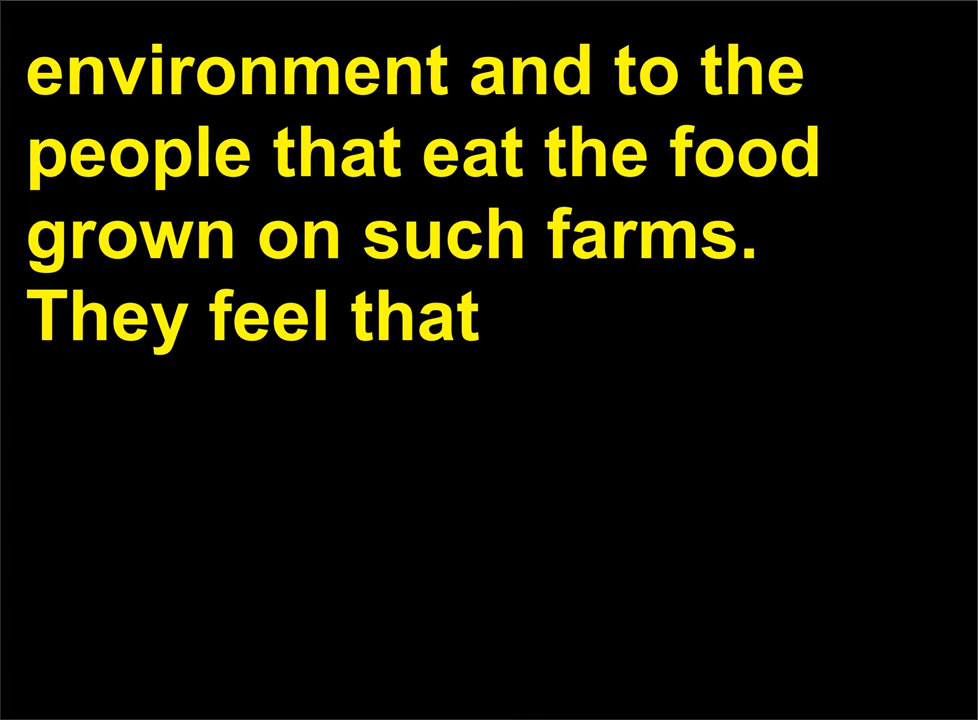 environment and to the
people that eat the food
grown on such farms.
They feel that